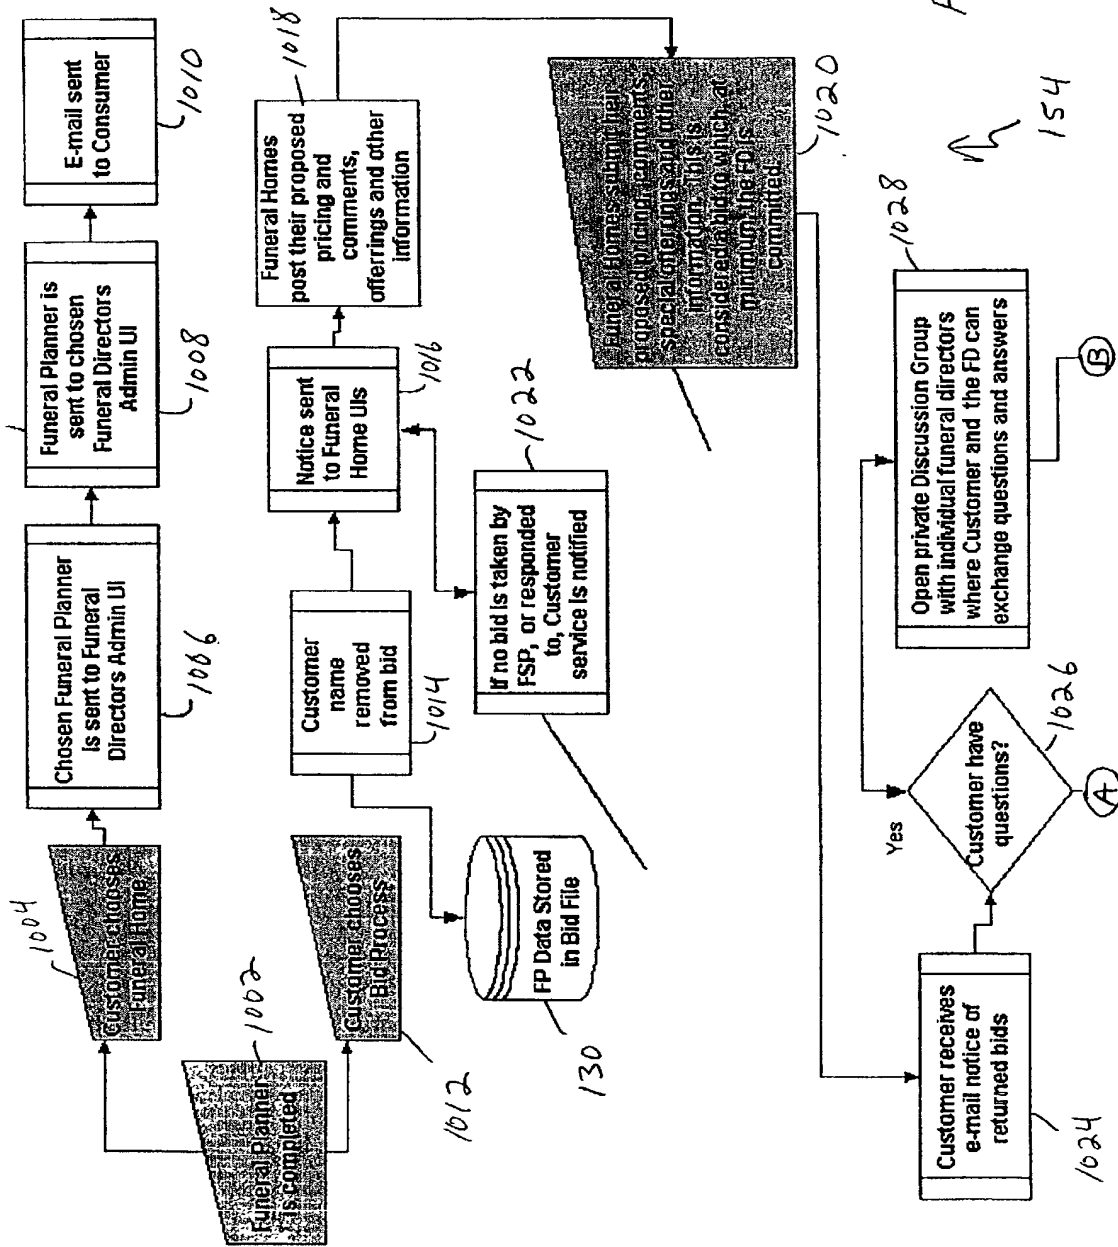 Funeral Planner
is completed
1002
1004
Customer chooses
Funeral Home
Chosen Funeral Planner
is sent to Funeral
Directors Admin UI
1006
Funeral Planner is
sent to chosen
Funeral Directors
Admin UI
1008
E-mail sent
to Consumer
1010
Customer chooses
Bid Process
1012
Customer
name
removed
from bid
1014
FP Data Stored
in Bid File
130
Notice sent
to Funeral
Home UIs
1016
If no bid is taken by
FSP, or responded
to, Customer
service is notified
1022
Funeral Homes
post their proposed
pricing and
comments,
offerrings and other
information
1018
Funeral Homes submit their
proposed pricing, comments,
special offerings and other
information. This is
considered a bid to which, at
minimum, the FD is
committed.
1020
154
Customer receives
e-mail notice of
returned bids
1024
Customer have
questions?
1026
Yes
A
Open private Discussion Group
with individual funeral directors
where Customer and the FD can
exchange questions and answers
1028
B